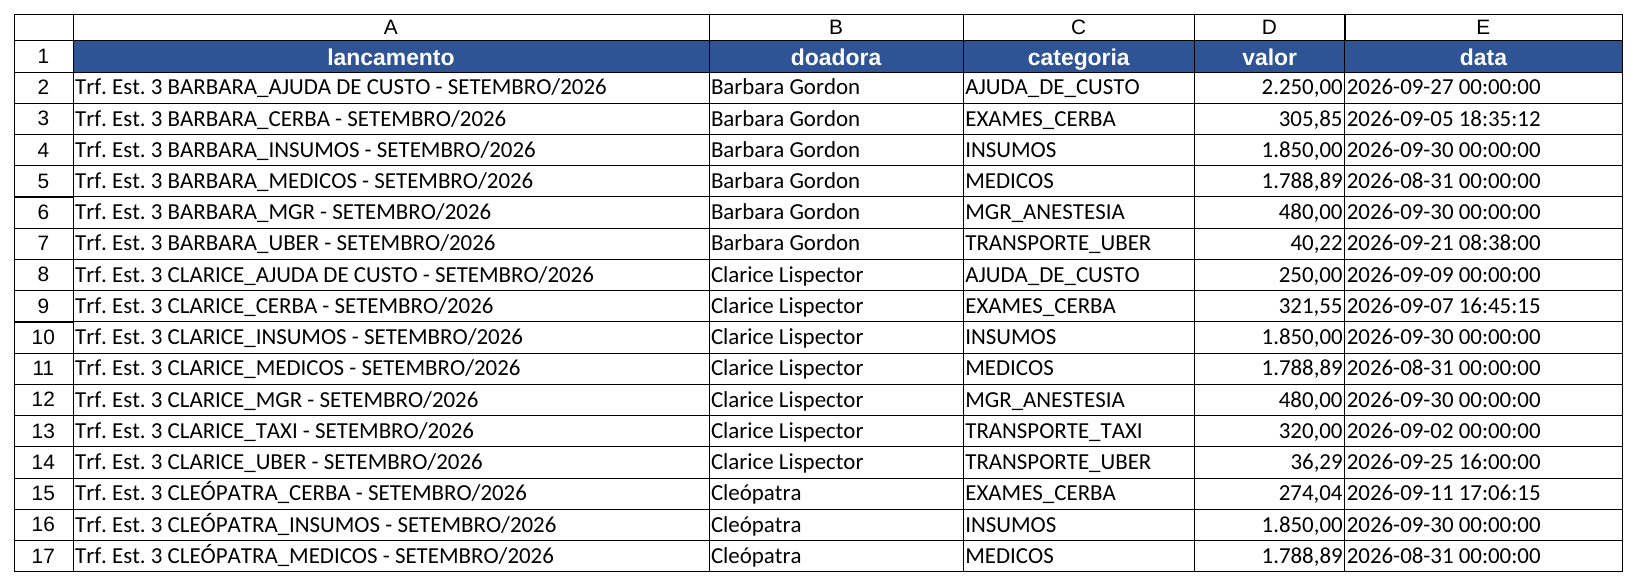 A B C D E
1 lancamento doadora categoria valor data
2 Trf. Est. 3 BARBARA_AJUDA DE CUSTO - SETEMBRO/2026 Barbara Gordon AJUDA_DE_CUSTO 2.250,00 2026-09-27 00:00:00
3 Trf. Est. 3 BARBARA_CERBA - SETEMBRO/2026 Barbara Gordon EXAMES_CERBA 305,85 2026-09-05 18:35:12
4 Trf. Est. 3 BARBARA_INSUMOS - SETEMBRO/2026 Barbara Gordon INSUMOS 1.850,00 2026-09-30 00:00:00
5 Trf. Est. 3 BARBARA_MEDICOS - SETEMBRO/2026 Barbara Gordon MEDICOS 1.788,89 2026-08-31 00:00:00
6 Trf. Est. 3 BARBARA_MGR - SETEMBRO/2026 Barbara Gordon MGR_ANESTESIA 480,00 2026-09-30 00:00:00
7 Trf. Est. 3 BARBARA_UBER - SETEMBRO/2026 Barbara Gordon TRANSPORTE_UBER 40,22 2026-09-21 08:38:00
8 Trf. Est. 3 CLARICE_AJUDA DE CUSTO - SETEMBRO/2026 Clarice Lispector AJUDA_DE_CUSTO 250,00 2026-09-09 00:00:00
9 Trf. Est. 3 CLARICE_CERBA - SETEMBRO/2026 Clarice Lispector EXAMES_CERBA 321,55 2026-09-07 16:45:15
10 Trf. Est. 3 CLARICE_INSUMOS - SETEMBRO/2026 Clarice Lispector INSUMOS 1.850,00 2026-09-30 00:00:00
11 Trf. Est. 3 CLARICE_MEDICOS - SETEMBRO/2026 Clarice Lispector MEDICOS 1.788,89 2026-08-31 00:00:00
12 Trf. Est. 3 CLARICE_MGR - SETEMBRO/2026 Clarice Lispector MGR_ANESTESIA 480,00 2026-09-30 00:00:00
13 Trf. Est. 3 CLARICE_TAXI - SETEMBRO/2026 Clarice Lispector TRANSPORTE_TAXI 320,00 2026-09-02 00:00:00
14 Trf. Est. 3 CLARICE_UBER - SETEMBRO/2026 Clarice Lispector TRANSPORTE_UBER 36,29 2026-09-25 16:00:00
15 Trf. Est. 3 CLEÓPATRA_CERBA - SETEMBRO/2026 Cleópatra EXAMES_CERBA 274,04 2026-09-11 17:06:15
16 Trf. Est. 3 CLEÓPATRA_INSUMOS - SETEMBRO/2026 Cleópatra INSUMOS 1.850,00 2026-09-30 00:00:00
17 Trf. Est. 3 CLEÓPATRA_MEDICOS - SETEMBRO/2026 Cleópatra MEDICOS 1.788,89 2026-08-31 00:00:00